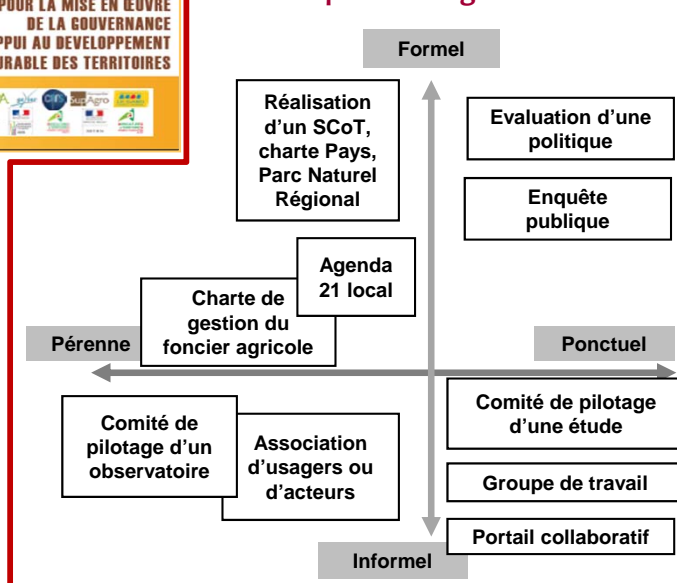 POUR LA MISE EN ŒUVRE
DE LA GOUVERNANCE
APPUI AU DEVELOPPEMENT
DURABLE DES TERRITOIRES
SupAgro
Formel
Réalisation
d'un SCoT,
charte Pays,
Parc Naturel
Régional
Evaluation d'une
politique
Enquête
publique
Agenda
21 local
Charte de
gestion du
foncier agricole
Pérenne
Ponctuel
Comité de
pilotage d'un
observatoire
Association
d'usagers ou
d'acteurs
Comité de pilotage
d'une étude
Groupe de travail
Portail collaboratif
Informel